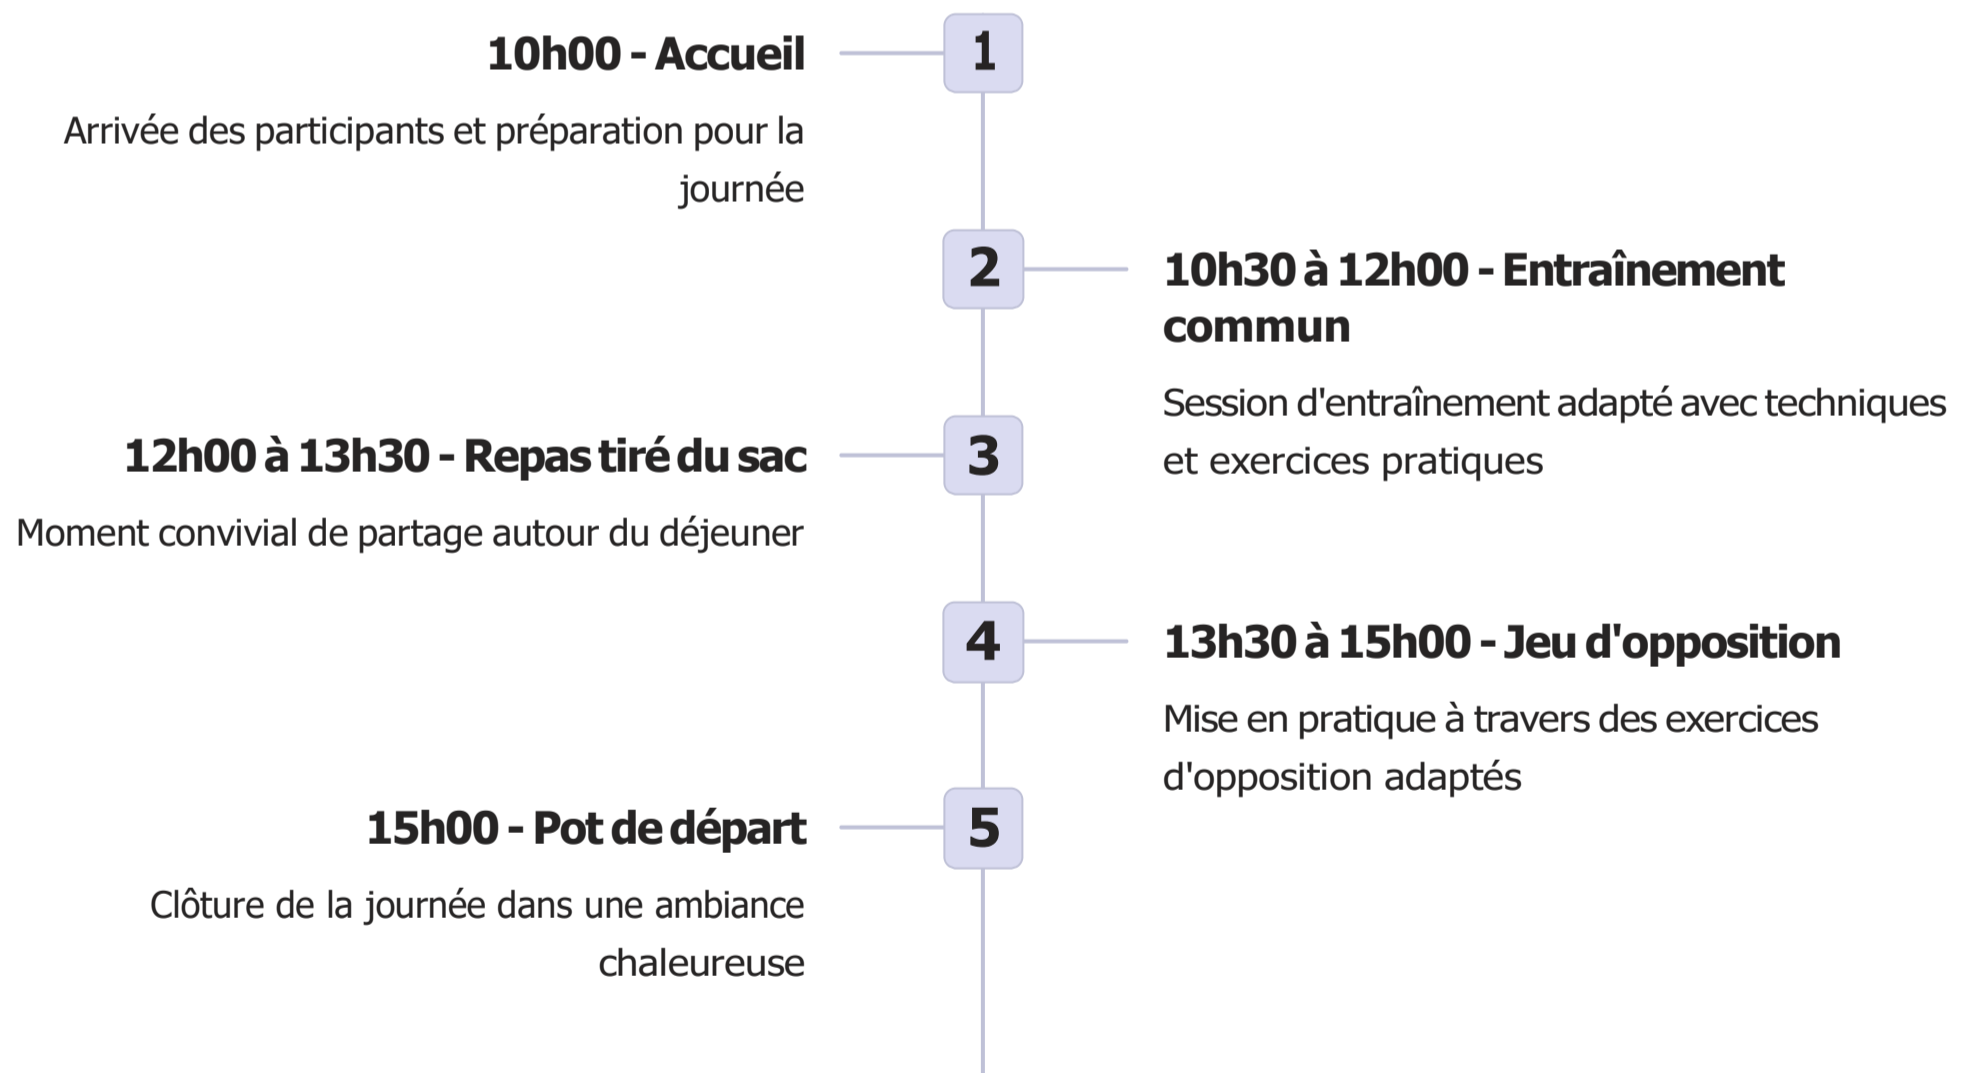 1
10h00 - Accueil
Arrivée des participants et préparation pour la
journée
2
10h30 à 12h00 - Entraînement
commun
Session d'entraînement adapté avec techniques
et exercices pratiques
3
12h00 à 13h30 - Repas tiré du sac
Moment convivial de partage autour du déjeuner
4
13h30 à 15h00 - Jeu d'opposition
Mise en pratique à travers des exercices
d'opposition adaptés
5
15h00 - Pot de départ
Clôture de la journée dans une ambiance
chaleureuse